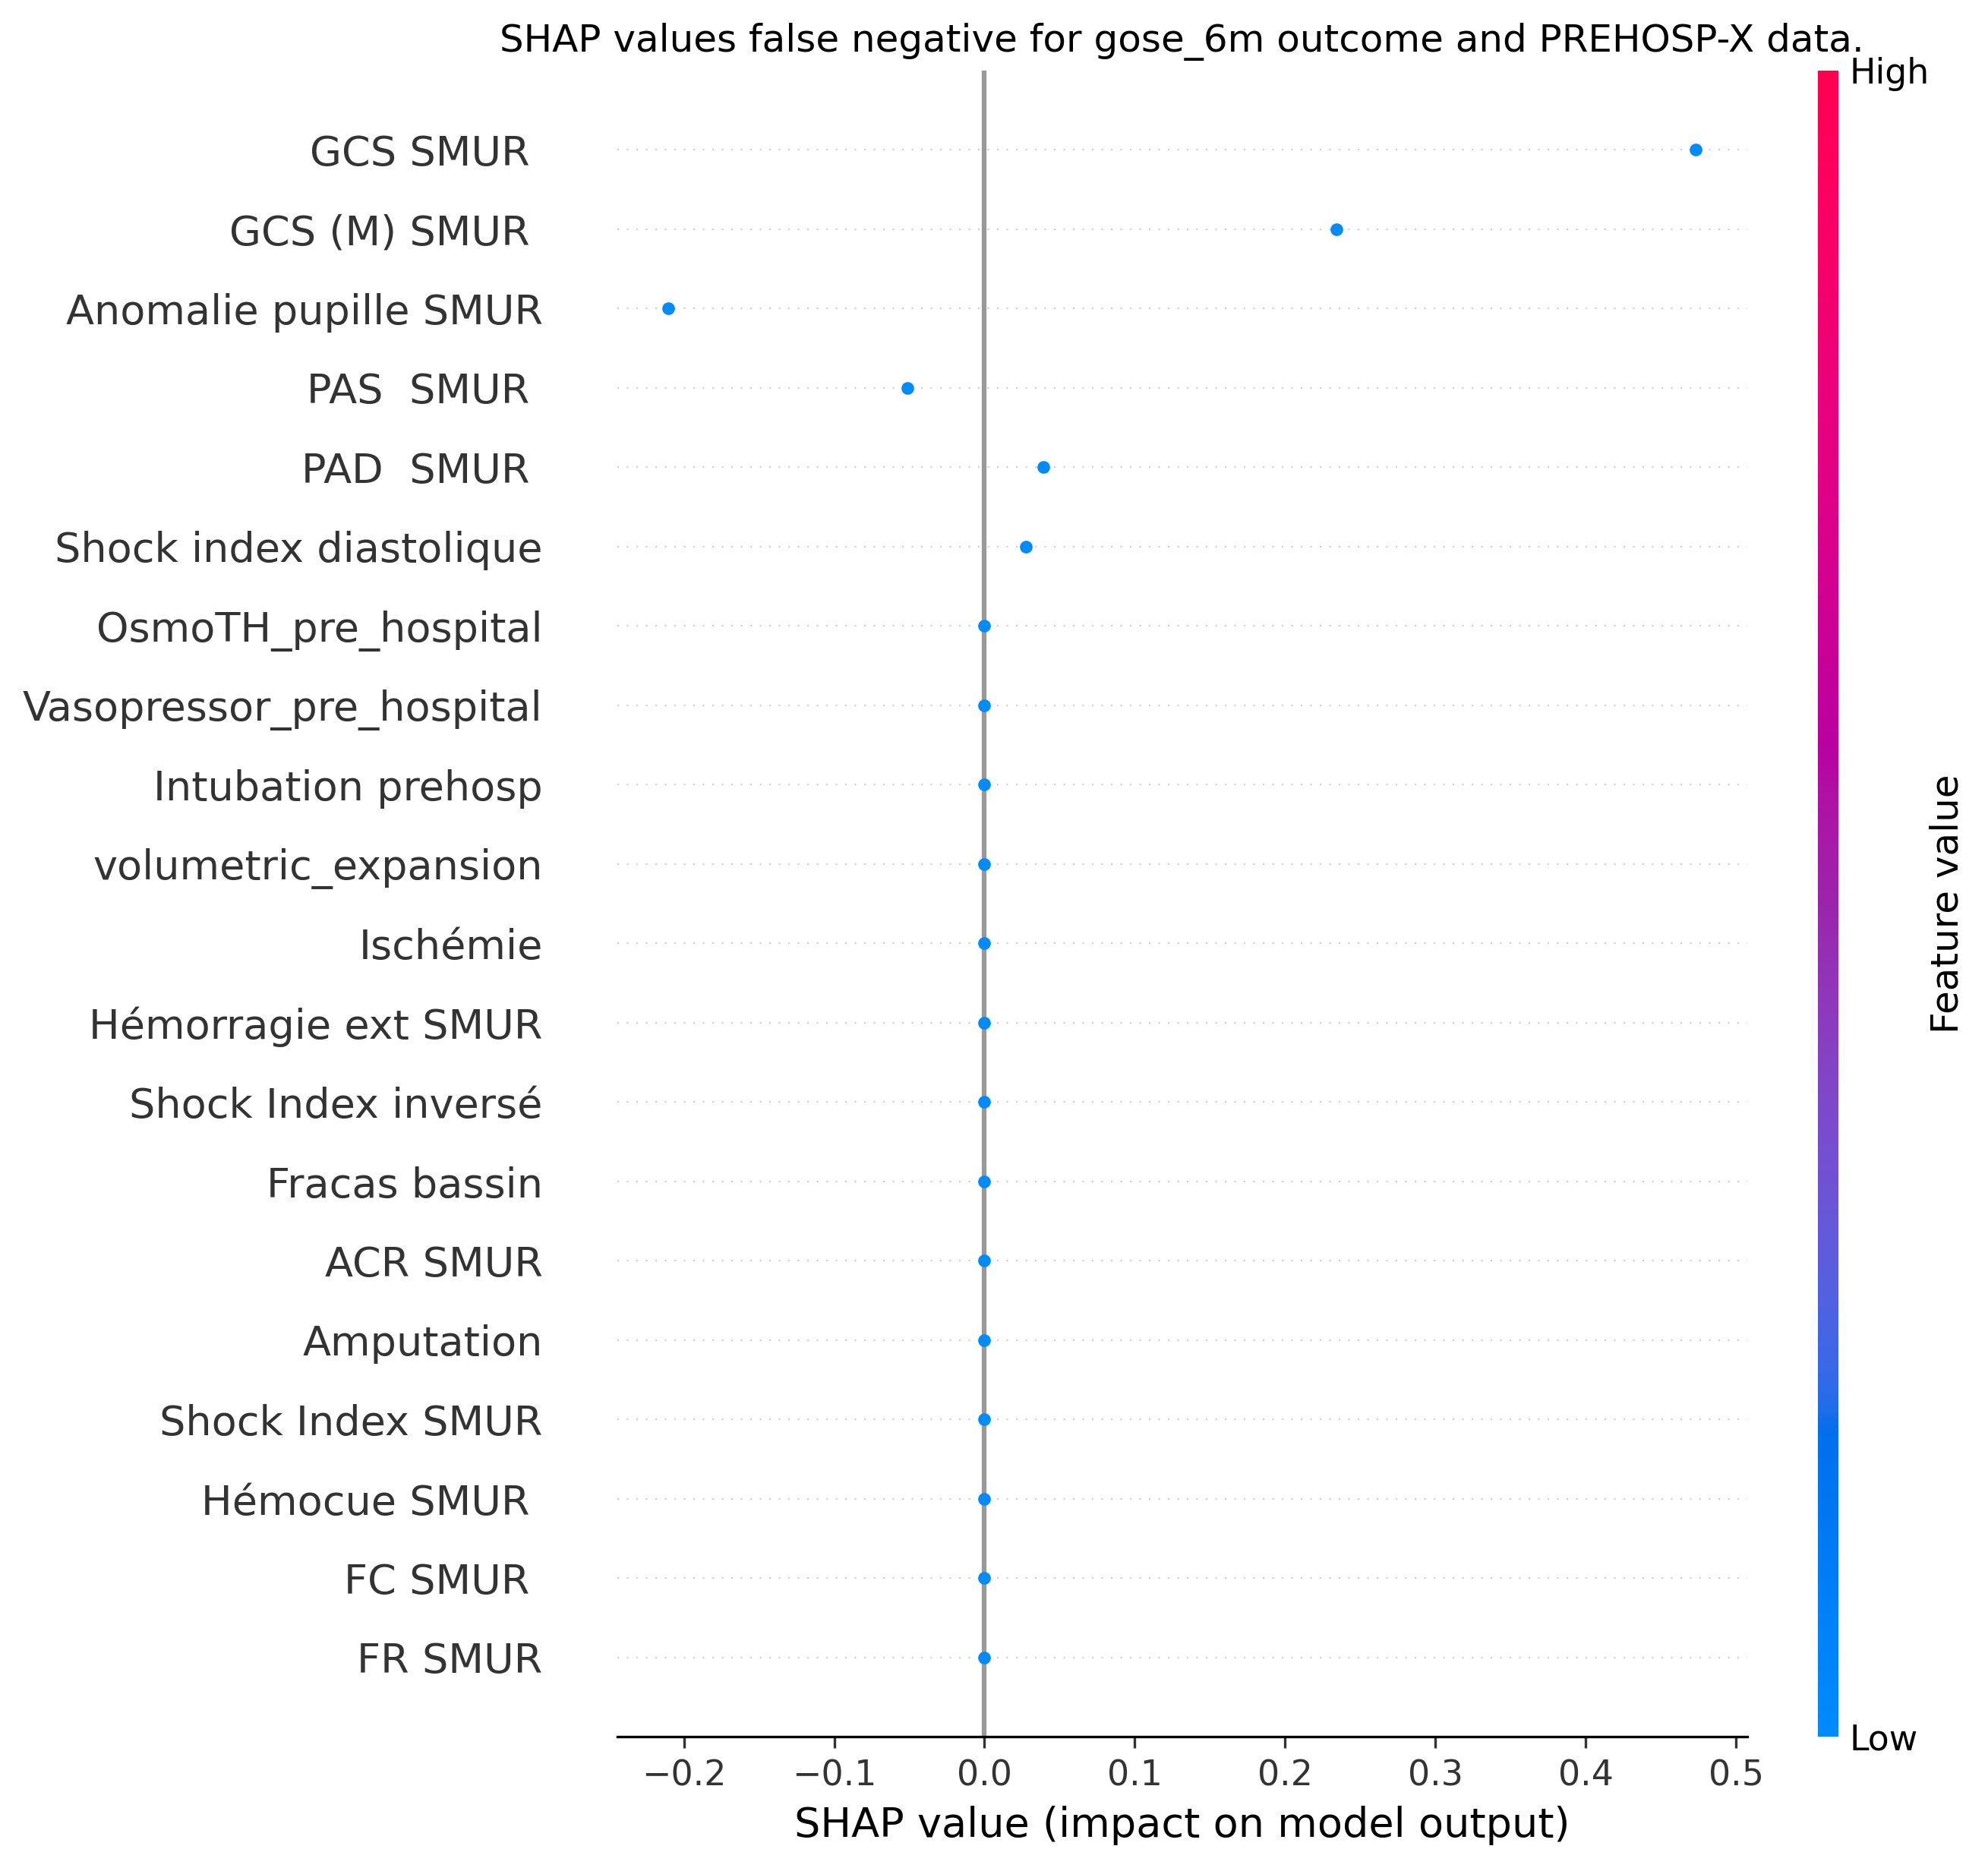 SHAP values false negative for gose_6m outcome and PREHOSP-X data.
High
GCS SMUR
GCS (M) SMUR
Anomalie pupille SMUR
PAS  SMUR
PAD  SMUR
Shock index diastolique
OsmoTH_pre_hospital
Vasopressor_pre_hospital
Intubation prehosp
volumetric_expansion
Ischémie
Hémorragie ext SMUR
Shock Index inversé
Fracas bassin
ACR SMUR
Amputation
Shock Index SMUR
Hémocue SMUR
FC SMUR
FR SMUR
Feature value
Low
−0.2 −0.1 0.0 0.1 0.2 0.3 0.4 0.5
SHAP value (impact on model output)